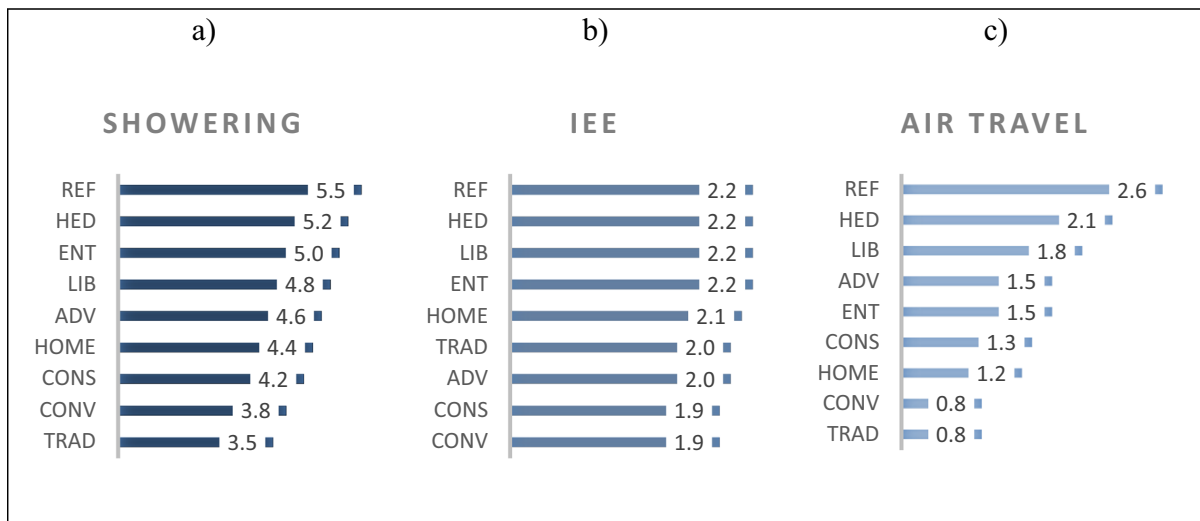 a)
SHOWERING
REF 5.5
HED 5.2
ENT 5.0
LIB 4.8
ADV 4.6
HOME 4.4
CONS 4.2
CONV 3.8
TRAD 3.5
b)
IEE
REF 2.2
HED 2.2
LIB 2.2
ENT 2.2
HOME 2.1
TRAD 2.0
ADV 2.0
CONS 1.9
CONV 1.9
c)
AIR TRAVEL
REF 2.6
HED 2.1
LIB 1.8
ADV 1.5
ENT 1.5
CONS 1.3
HOME 1.2
CONV 0.8
TRAD 0.8